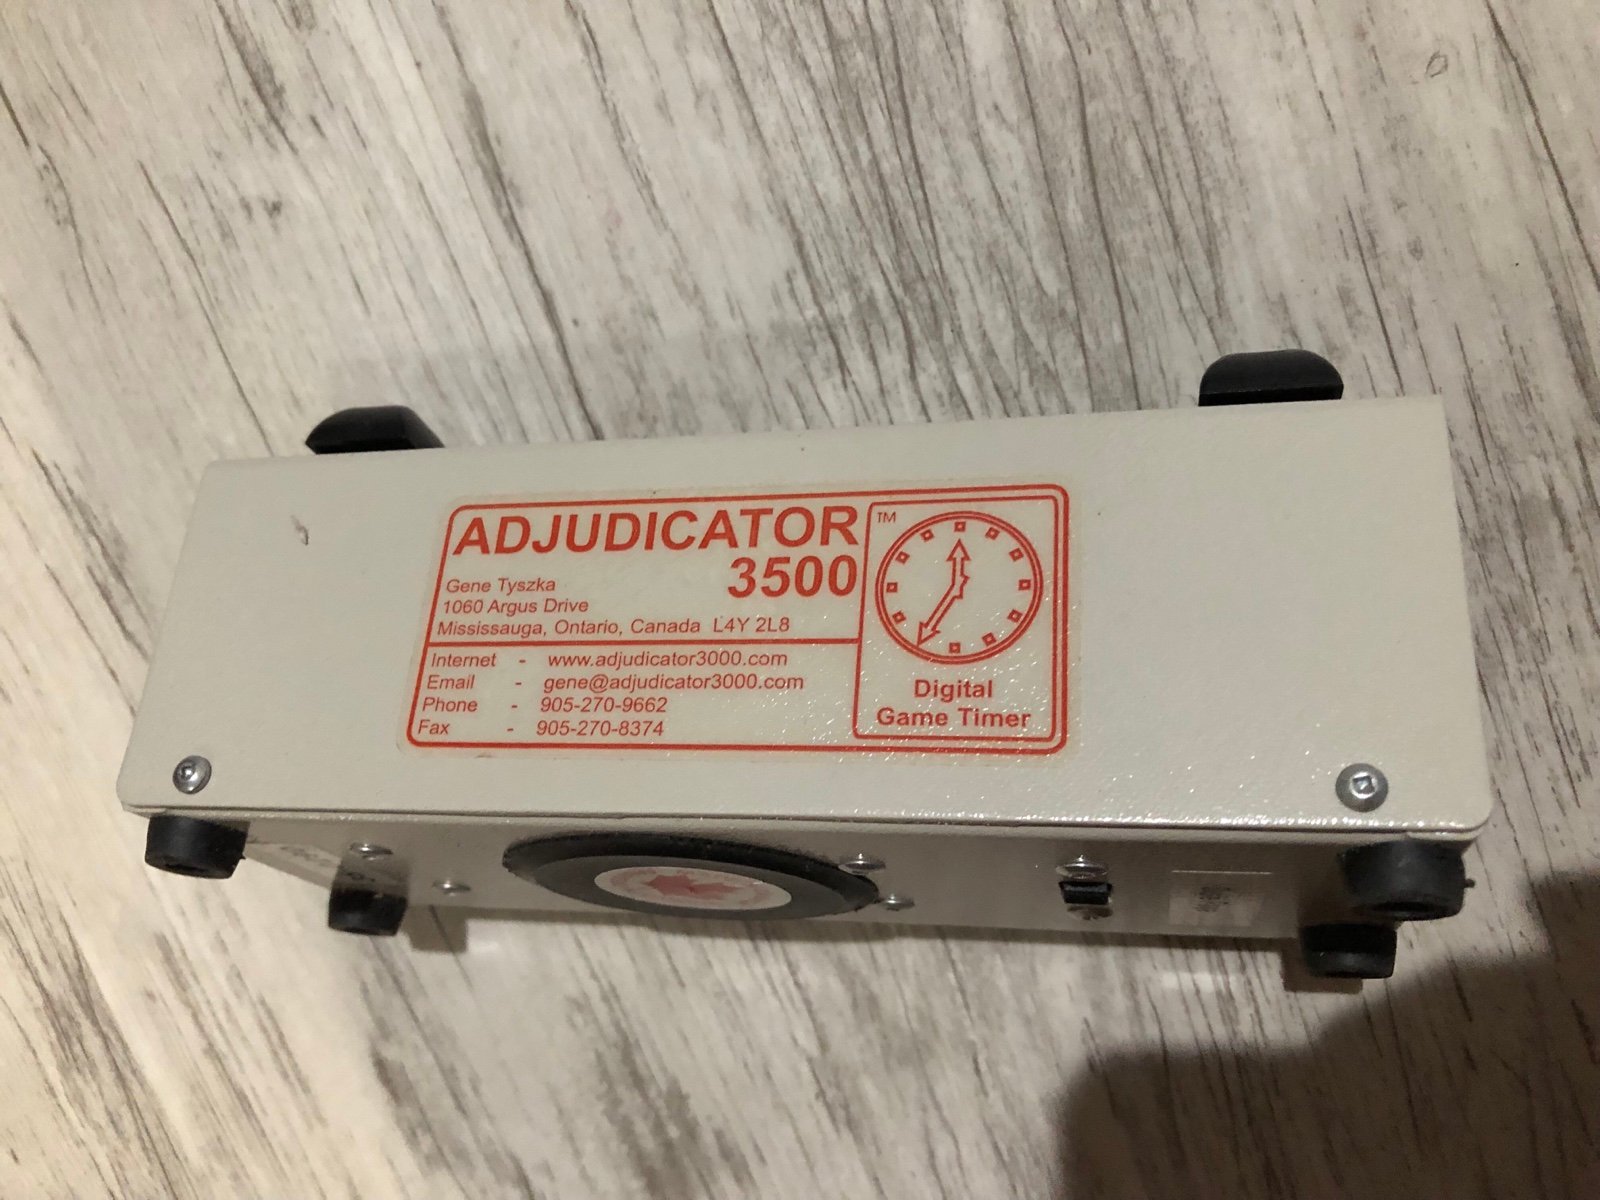 ADJUDICATOR TM
3500
Gene Tyszka
1060 Argus Drive
Mississauga, Ontario, Canada L4Y 2L8
Internet - www.adjudicator3000.com
Email - gene@adjudicator3000.com
Phone - 905-270-9662
Fax - 905-270-8374
Digital
Game Timer